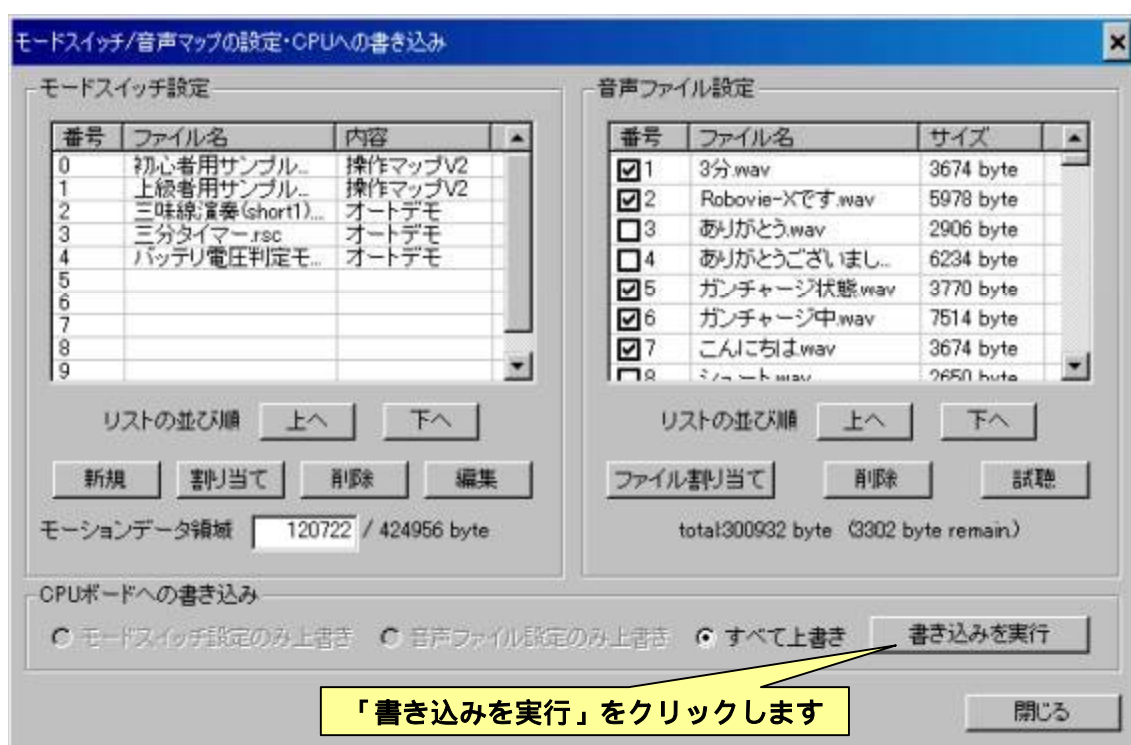 モードスイッチ/音声マップの設定・CPUへの書き込み
モードスイッチ設定
番号 ファイル名 内容
0 初心者用サンプル... 操作マップV2
1 上級者用サンプル... 操作マップV2
2 三味線演奏(short1)... オートデモ
3 三分タイマー.rsc オートデモ
4 バッテリ電圧判定モ... オートデモ
5
6
7
8
9
リストの並び順 上へ 下へ
新規 割り当て 削除 編集
モーションデータ領域 120722 / 424956 byte
音声ファイル設定
番号 ファイル名 サイズ
1 3分.wav 3674 byte
2 Robovie-Xです.wav 5978 byte
3 ありがとう.wav 2906 byte
4 ありがとうございまし... 6234 byte
5 ガンチャージ状態.wav 3770 byte
6 ガンチャージ中.wav 7514 byte
7 こんにちは.wav 3674 byte
8 シュート.wav 2650 byte
リストの並び順 上へ 下へ
ファイル割り当て 削除 試聴
total:300932 byte (3302 byte remain)
CPUボードへの書き込み
モードスイッチ設定のみ上書き 音声ファイル設定のみ上書き すべて上書き 書き込みを実行
「書き込みを実行」をクリックします
閉じる